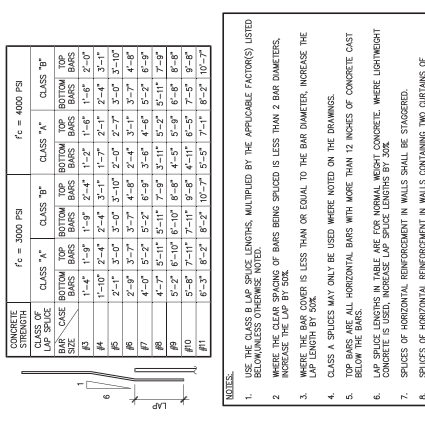 CONCRETE STRENGTH f'c = 3000 PSI f'c = 4000 PSI
CLASS OF LAP SPLICE CLASS "A" CLASS "B" CLASS "A" CLASS "B"
BAR SIZE CASE BOTTOM BARS TOP BARS BOTTOM BARS TOP BARS BOTTOM BARS TOP BARS BOTTOM BARS TOP BARS
#3 1'-4" 1'-9" 1'-9" 2'-4" 1'-2" 1'-6" 1'-6" 2'-0"
#4 1'-10" 2'-4" 2'-4" 3'-1" 1'-7" 2'-1" 2'-4" 3'-1"
#5 2'-1" 3'-0" 3'-0" 3'-10" 2'-0" 2'-7" 3'-0" 3'-10"
#6 2'-9" 3'-7" 3'-7" 4'-8" 2'-4" 3'-1" 3'-7" 4'-8"
#7 4'-0" 5'-2" 5'-2" 6'-9" 3'-6" 4'-6" 5'-2" 6'-9"
#8 4'-7" 5'-11" 5'-11" 7'-9" 3'-11" 5'-2" 5'-11" 7'-9"
#9 5'-2" 6'-10" 6'-10" 8'-8" 4'-5" 5'-9" 6'-8" 8'-8"
#10 5'-8" 7'-11" 7'-11" 9'-8" 4'-11" 6'-5" 7'-5" 9'-8"
#11 6'-3" 8'-2" 8'-2" 10'-7" 5'-5" 7'-1" 8'-2" 10'-7"
1
6
LAP
NOTES:
1. USE THE CLASS B LAP SPLICE LENGTHS, MULTIPLIED BY THE APPLICABLE FACTOR(S) LISTED
BELOW,UNLESS OTHERWISE NOTED.
2 WHERE THE CLEAR SPACING OF BARS BEING SPLICED IS LESS THAN 2 BAR DIAMETERS,
INCREASE THE LAP BY 50%.
3. WHERE THE BAR COVER IS LESS THAN OR EQUAL TO THE BAR DIAMETER, INCREASE THE
LAP LENGTH BY 50%.
4. CLASS A SPLICES MAY ONLY BE USED WHERE NOTED ON THE DRAWINGS.
5. TOP BARS ARE ALL HORIZONTAL BARS WITH MORE THAN 12 INCHES OF CONCRETE CAST
BELOW THE BARS.
6. LAP SPLICE LENGTHS IN TABLE ARE FOR NORMAL WEIGHT CONCRETE. WHERE LIGHTWEIGHT
CONCRETE IS USED, INCREASE LAP SPLICE LENGTHS BY 30%.
7. SPLICES OF HORIZONTAL REINFORCEMENT IN WALLS SHALL BE STAGGERED.
8. SPLICES OF HORIZONTAL REINFORCEMENT IN WALLS CONTAINING TWO CURTAINS OF